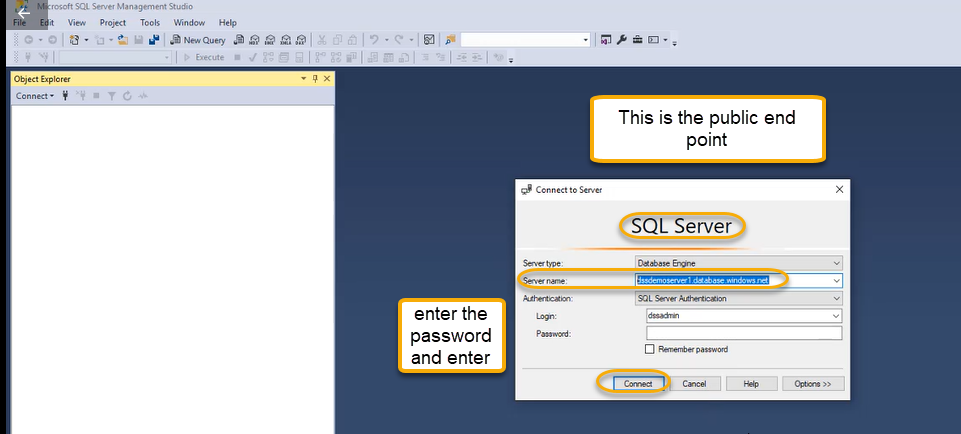 Microsoft SQL Server Management Studio
File Edit View Project Tools Window Help
New Query
Execute
Object Explorer
Connect
This is the public end
point
Connect to Server
SQL Server
Server type: Database Engine
Server name: dssdemoserver1.database.windows.net
Authentication: SQL Server Authentication
Login: dssadmin
Password:
Remember password
Connect Cancel Help Options >>
enter the
password
and enter